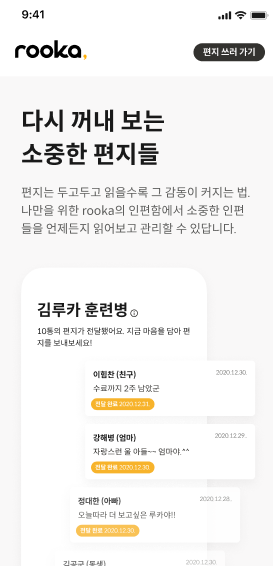 9:41
rooka,
편지 쓰러 가기
다시 꺼내 보는
소중한 편지들
편지는 두고두고 읽을수록 그 감동이 커지는 법.
나만을 위한 rooka의 인편함에서 소중한 인편
들을 언제든지 읽어보고 관리할 수 있답니다.
김루카 훈련병
10통의 편지가 전달됐어요. 지금 마음을 담아 편
지를 보내보세요!
이힘찬 (친구) 2020.12.30.
수료까지 2주 남았군
전달 완료 2020.12.31.
강해병 (엄마) 2020.12.29.
자랑스런 울 아들~~ 엄마야.^^
전달 완료 2020.12.30.
정대한 (아빠) 2020.12.28.
오늘따라 더 보고싶은 루카야!!
전달 완료 2020.12.30.
김공군 (동생) 2020.12.30.